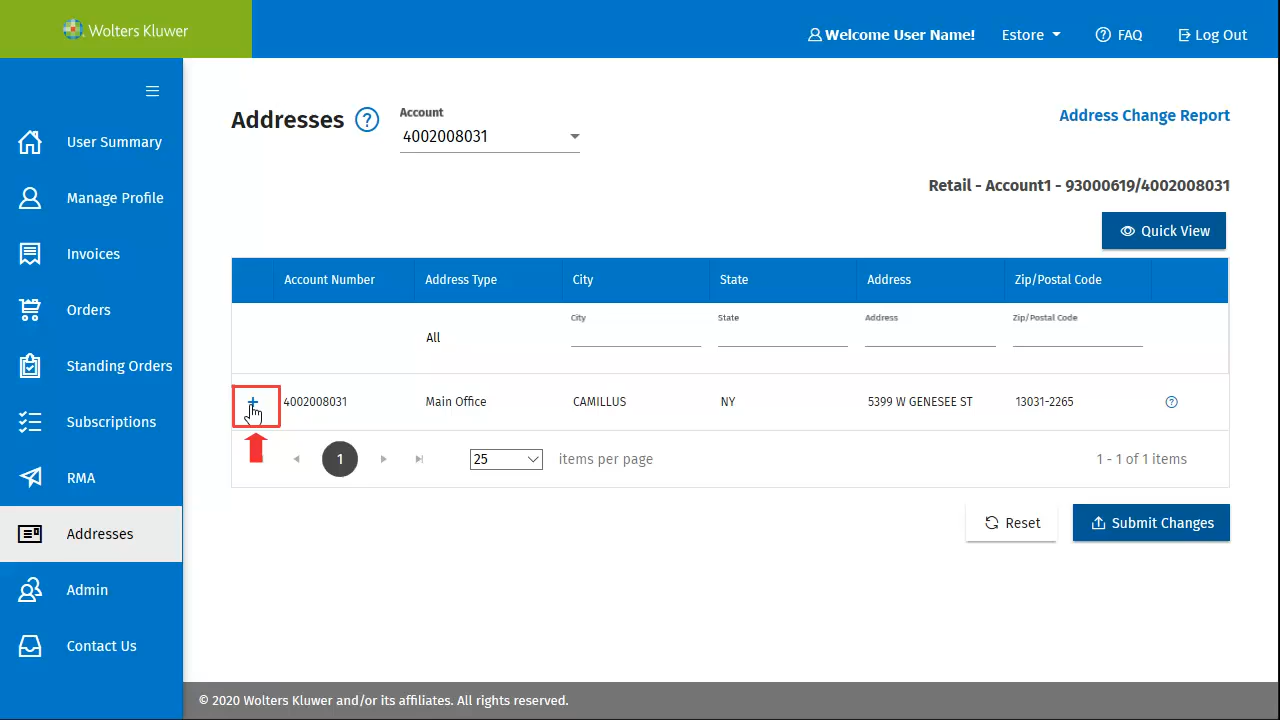 Wolters Kluwer
Welcome User Name!
Estore
FAQ
Log Out
User Summary
Manage Profile
Invoices
Orders
Standing Orders
Subscriptions
RMA
Addresses
Admin
Contact Us
Addresses
Account
4002008031
Address Change Report
Retail - Account1 - 93000619/4002008031
Quick View
Account Number Address Type City State Address Zip/Postal Code
All City State Address Zip/Postal Code
4002008031 Main Office CAMILLUS NY 5399 W GENESEE ST 13031-2265
1 25 items per page 1 - 1 of 1 items
Reset Submit Changes
© 2020 Wolters Kluwer and/or its affiliates. All rights reserved.